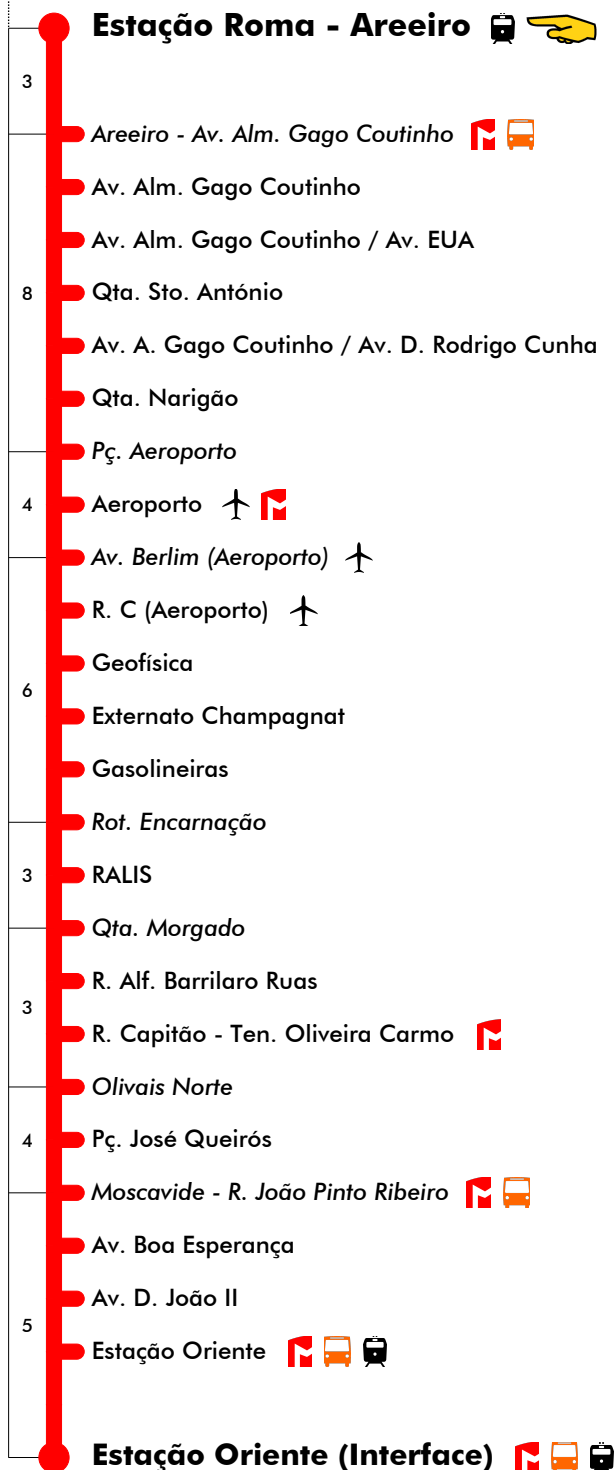 Estação Roma - Areeiro
3
Areeiro - Av. Alm. Gago Coutinho
Av. Alm. Gago Coutinho
Av. Alm. Gago Coutinho / Av. EUA
8
Qta. Sto. António
Av. A. Gago Coutinho / Av. D. Rodrigo Cunha
Qta. Narigão
Pç. Aeroporto
4
Aeroporto
Av. Berlim (Aeroporto)
R. C (Aeroporto)
Geofísica
6
Externato Champagnat
Gasolineiras
Rot. Encarnação
3
RALIS
Qta. Morgado
R. Alf. Barrilaro Ruas
3
R. Capitão - Ten. Oliveira Carmo
Olivais Norte
4
Pç. José Queirós
Moscavide - R. João Pinto Ribeiro
Av. Boa Esperança
Av. D. João II
5
Estação Oriente
Estação Oriente (Interface)